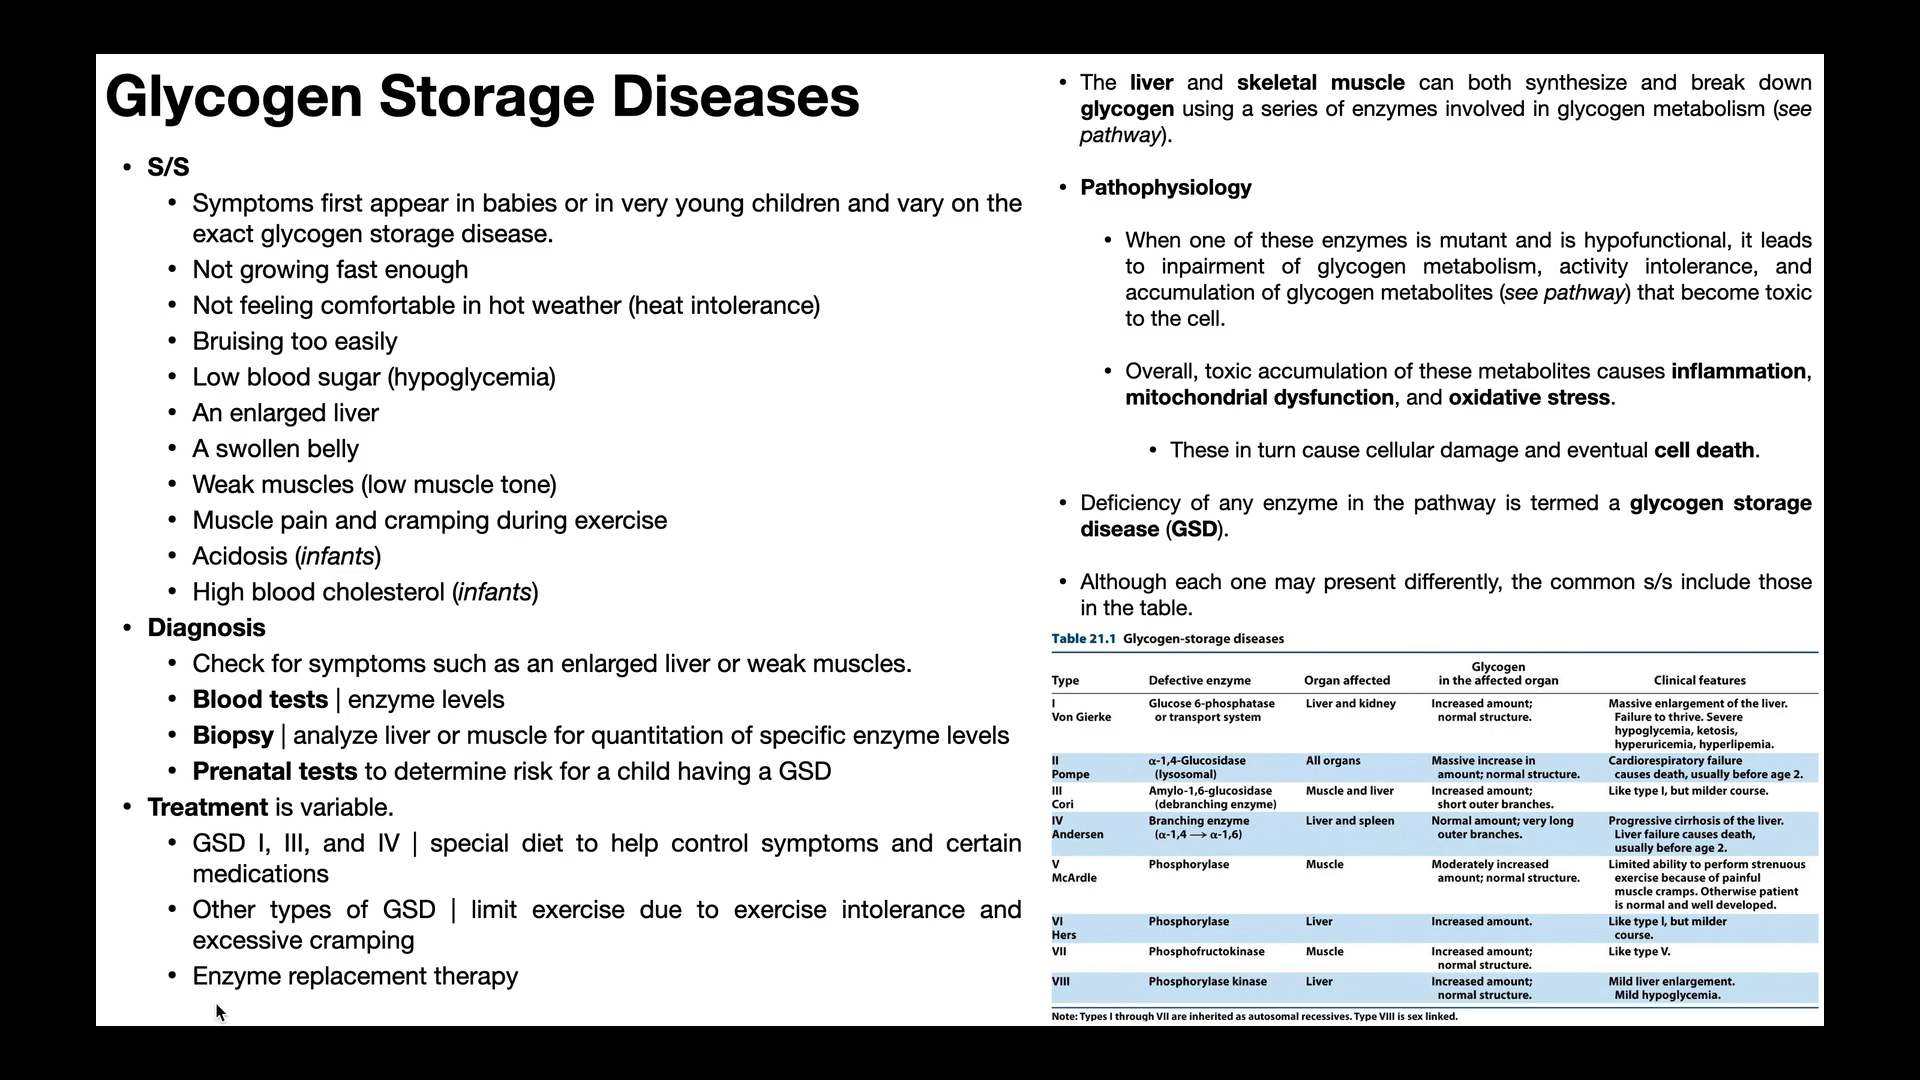 Glycogen Storage Diseases
• S/S
• Symptoms first appear in babies or in very young children and vary on the
exact glycogen storage disease.
• Not growing fast enough
• Not feeling comfortable in hot weather (heat intolerance)
• Bruising too easily
• Low blood sugar (hypoglycemia)
• An enlarged liver
• A swollen belly
• Weak muscles (low muscle tone)
• Muscle pain and cramping during exercise
• Acidosis (infants)
• High blood cholesterol (infants)
• Diagnosis
• Check for symptoms such as an enlarged liver or weak muscles.
• Blood tests | enzyme levels
• Biopsy | analyze liver or muscle for quantitation of specific enzyme levels
• Prenatal tests to determine risk for a child having a GSD
• Treatment is variable.
• GSD I, III, and IV | special diet to help control symptoms and certain
medications
• Other types of GSD | limit exercise due to exercise intolerance and
excessive cramping
• Enzyme replacement therapy
• The liver and skeletal muscle can both synthesize and break down
glycogen using a series of enzymes involved in glycogen metabolism (see
pathway).
• Pathophysiology
• When one of these enzymes is mutant and is hypofunctional, it leads
to inpairment of glycogen metabolism, activity intolerance, and
accumulation of glycogen metabolites (see pathway) that become toxic
to the cell.
• Overall, toxic accumulation of these metabolites causes inflammation,
mitochondrial dysfunction, and oxidative stress.
• These in turn cause cellular damage and eventual cell death.
• Deficiency of any enzyme in the pathway is termed a glycogen storage
disease (GSD).
• Although each one may present differently, the common s/s include those
in the table.
Table 21.1 Glycogen-storage diseases
Type Defective enzyme Organ affected Glycogen in the affected organ Clinical features
I Glucose 6-phosphatase Liver and kidney Increased amount; Massive enlargement of the liver.
Von Gierke or transport system normal structure. Failure to thrive. Severe
hypoglycemia, ketosis,
hyperuricemia, hyperlipemia.
II α-1,4-Glucosidase All organs Massive increase in Cardiorespiratory failure
Pompe (lysosomal) amount; normal structure. causes death, usually before age 2.
III Amylo-1,6-glucosidase Muscle and liver Increased amount; Like type I, but milder course.
Cori (debranching enzyme) short outer branches.
IV Branching enzyme Liver and spleen Normal amount; very long Progressive cirrhosis of the liver.
Andersen (α-1,4 ⟶ α-1,6) outer branches. Liver failure causes death,
usually before age 2.
V Phosphorylase Muscle Moderately increased Limited ability to perform strenuous
McArdle amount; normal structure. exercise because of painful
muscle cramps. Otherwise patient
is normal and well developed.
VI Phosphorylase Liver Increased amount. Like type I, but milder
Hers course.
VII Phosphofructokinase Muscle Increased amount; Like type V.
normal structure.
VIII Phosphorylase kinase Liver Increased amount; Mild liver enlargement.
normal structure. Mild hypoglycemia.
Note: Types I through VII are inherited as autosomal recessives. Type VIII is sex linked.